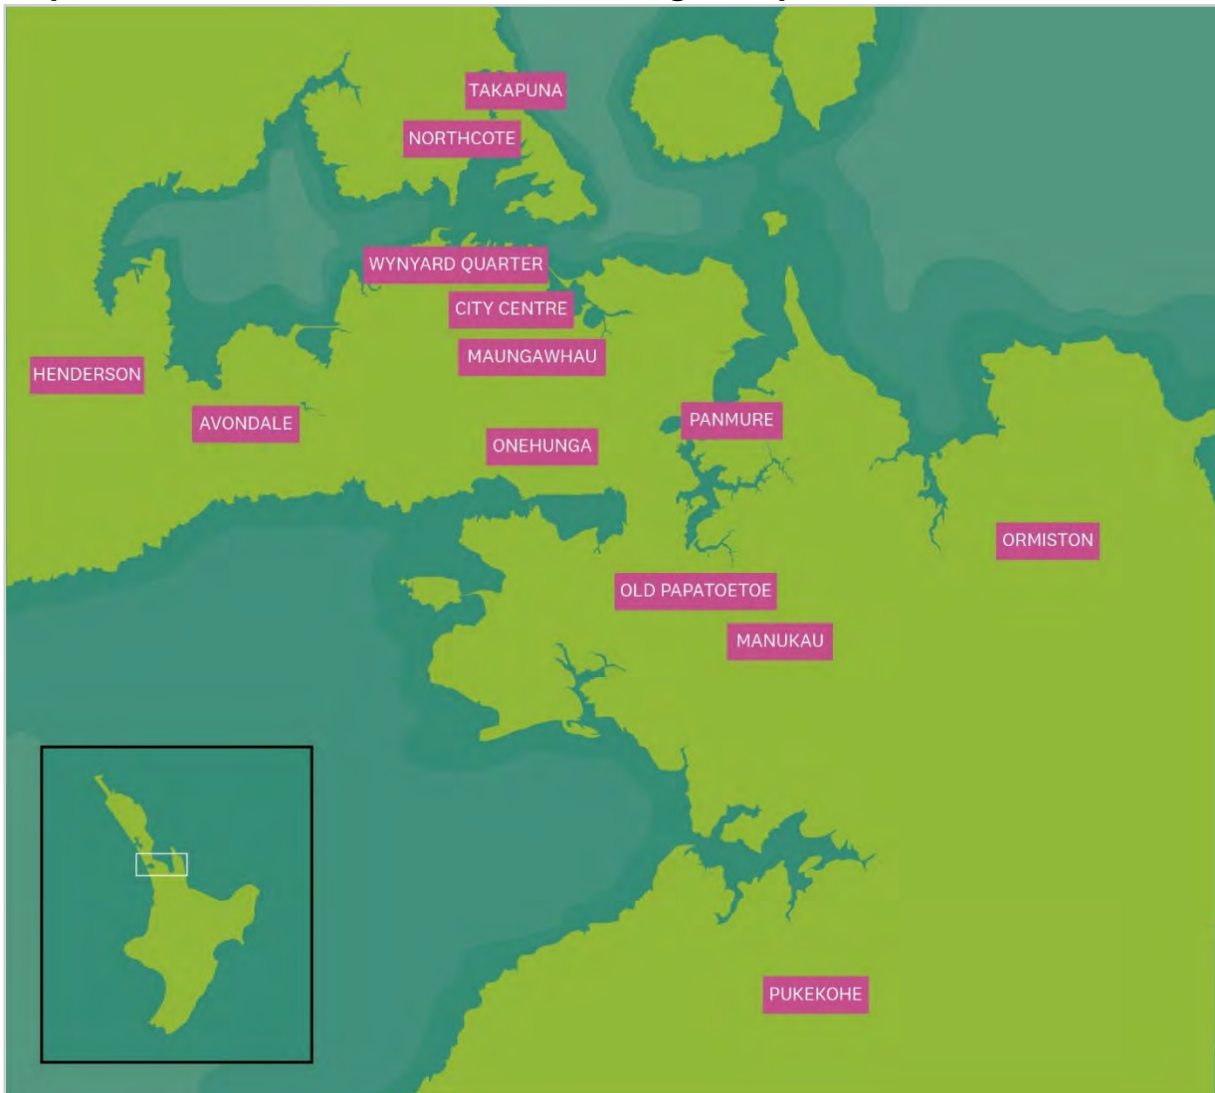 TAKAPUNA
NORTHCOTE
WYNYARD QUARTER
CITY CENTRE
MAUNGAWHAU
HENDERSON
AVONDALE
PANMURE
ONEHUNGA
ORMISTON
OLD PAPATOETOE
MANUKAU
PUKEKOHE